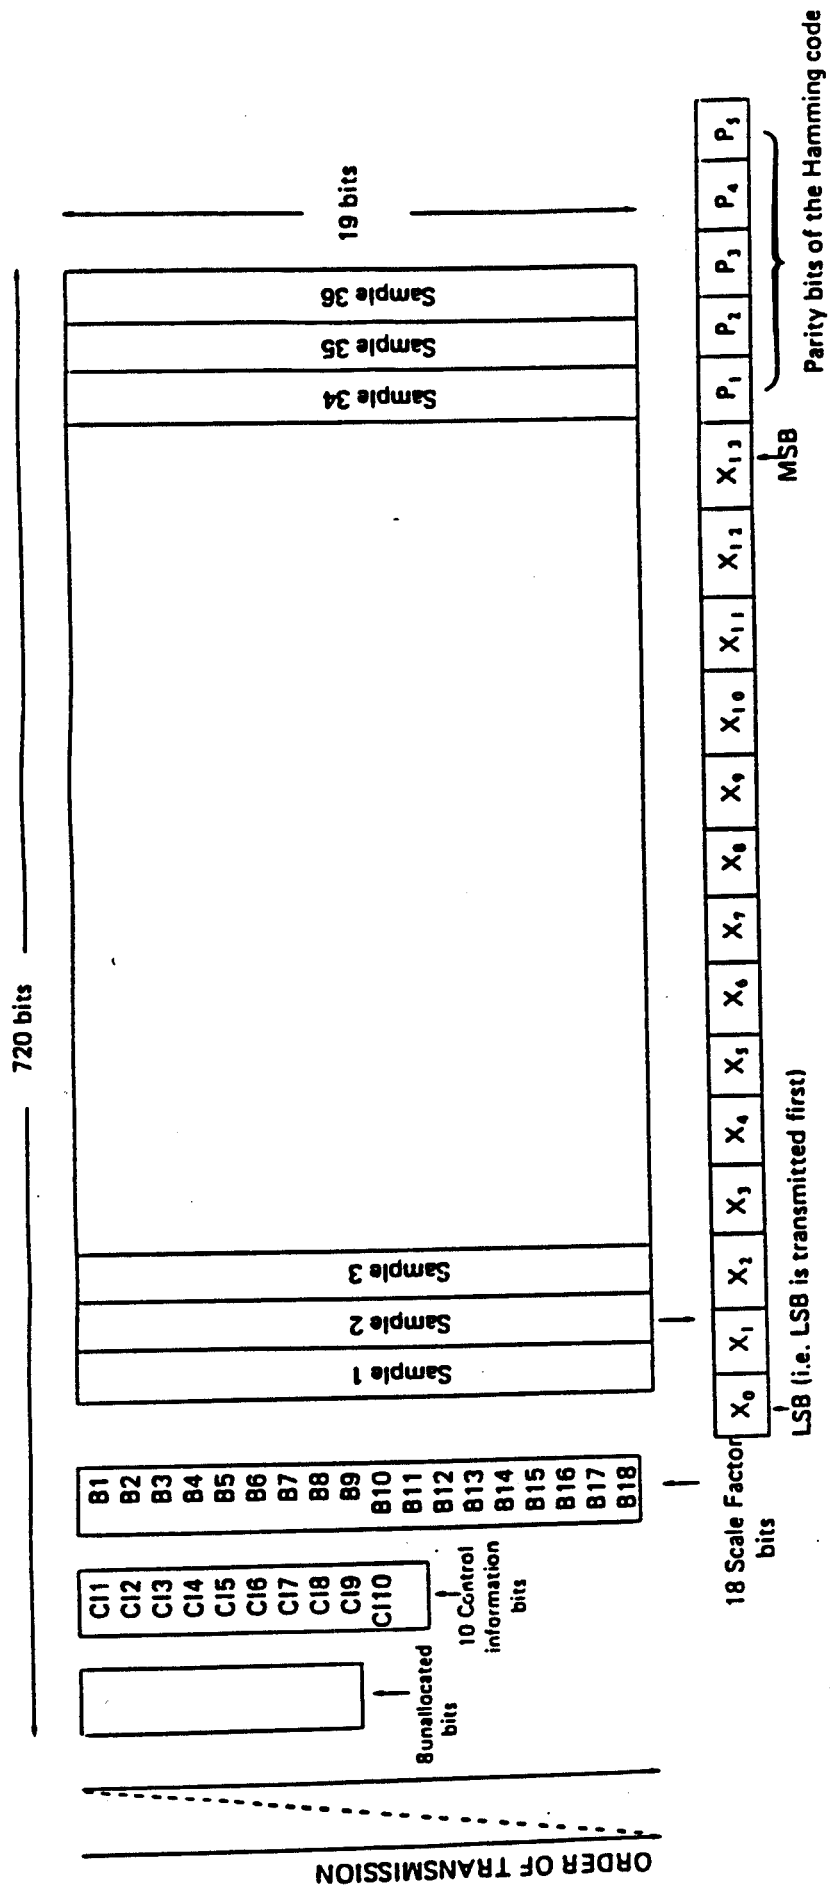 720 bits
19 bits
ORDER OF TRANSMISSION
8unallocated
bits
CI1
CI2
CI3
CI4
CI5
CI6
CI7
CI8
CI9
CI10
10 Control
information
bits
B1
B2
B3
B4
B5
B6
B7
B8
B9
B10
B11
B12
B13
B14
B15
B16
B17
B18
18 Scale Factor
bits
Sample 1
Sample 2
Sample 3
Sample 34
Sample 35
Sample 36
X0 X1 X2 X3 X4 X5 X6 X7 X8 X9 X10 X11 X12 X13 P1 P2 P3 P4 P5
LSB (i.e. LSB is transmitted first)
MSB
Parity bits of the Hamming code